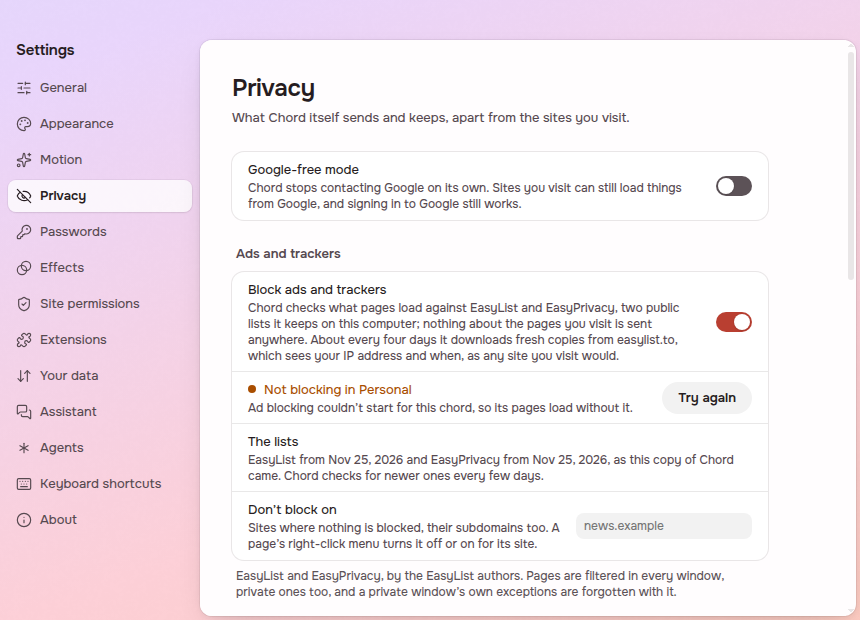 Settings
General
Appearance
Motion
Privacy
Passwords
Effects
Site permissions
Extensions
Your data
Assistant
Agents
Keyboard shortcuts
About
Privacy
What Chord itself sends and keeps, apart from the sites you visit.
Google-free mode
Chord stops contacting Google on its own. Sites you visit can still load things
from Google, and signing in to Google still works.
Ads and trackers
Block ads and trackers
Chord checks what pages load against EasyList and EasyPrivacy, two public
lists it keeps on this computer; nothing about the pages you visit is sent
anywhere. About every four days it downloads fresh copies from easylist.to,
which sees your IP address and when, as any site you visit would.
Not blocking in Personal
Ad blocking couldn't start for this chord, so its pages load without it.
Try again
The lists
EasyList from Nov 25, 2026 and EasyPrivacy from Nov 25, 2026, as this copy of Chord
came. Chord checks for newer ones every few days.
Don't block on
Sites where nothing is blocked, their subdomains too. A
page's right-click menu turns it off or on for its site.
news.example
EasyList and EasyPrivacy, by the EasyList authors. Pages are filtered in every window,
private ones too, and a private window's own exceptions are forgotten with it.